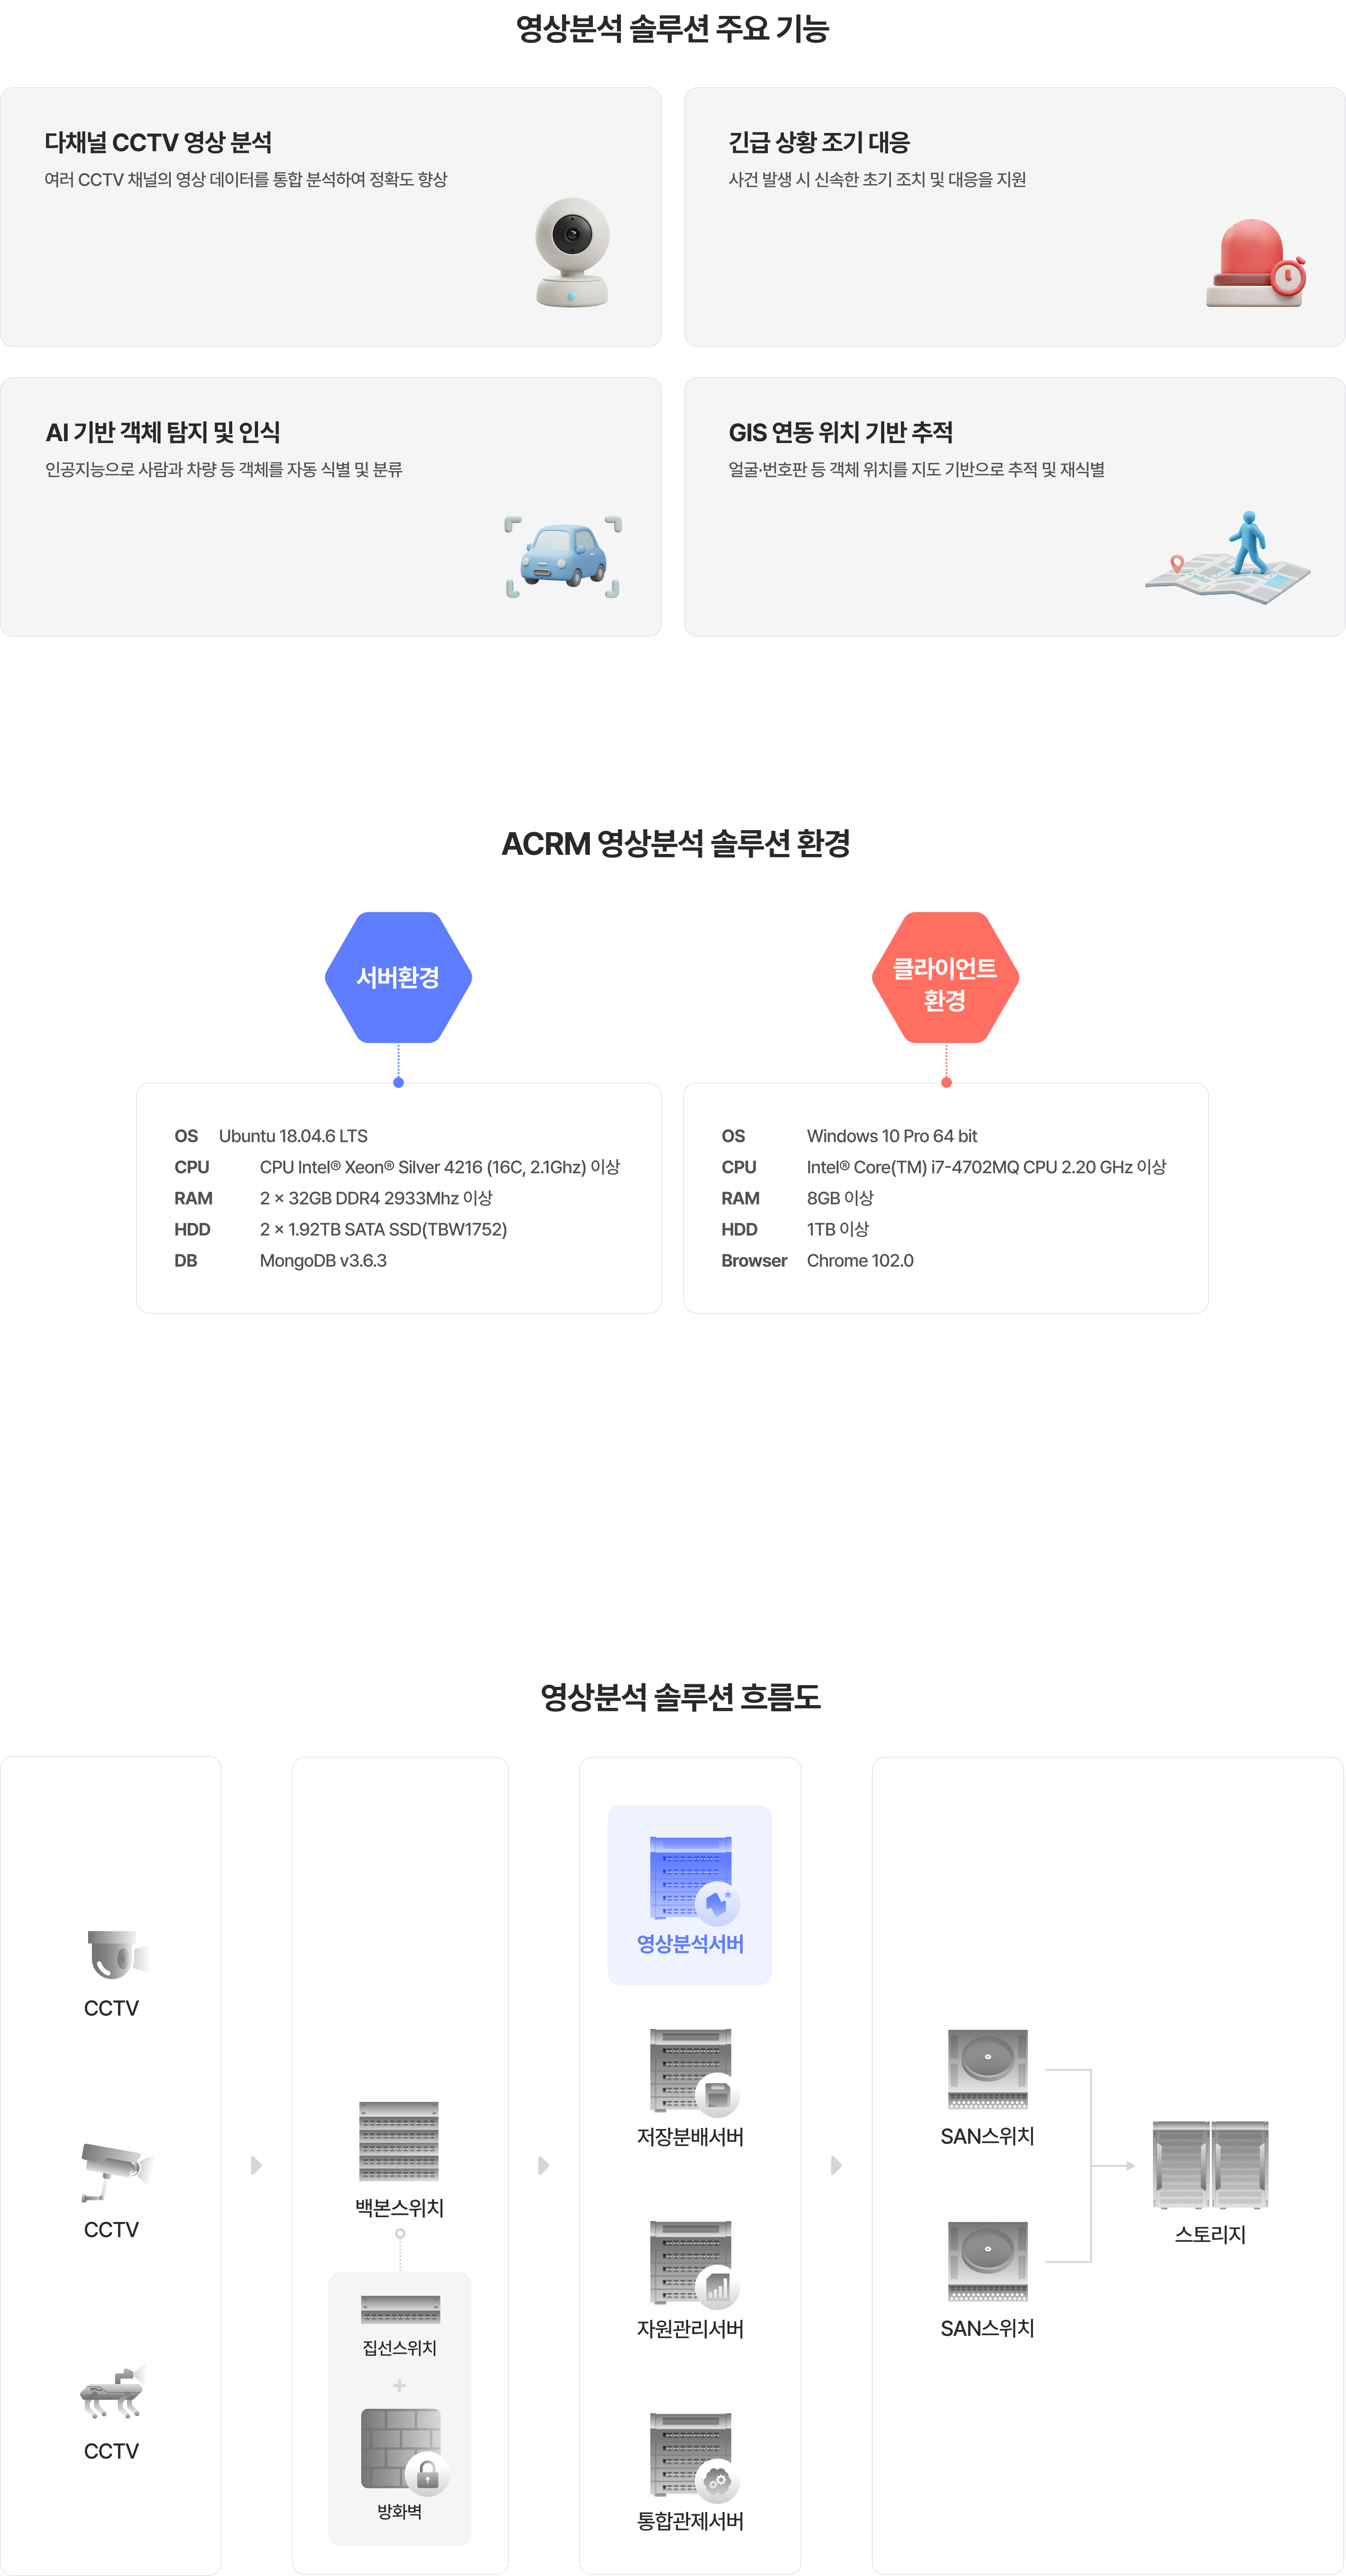 영상분석 솔루션 주요 기능
다채널 CCTV 영상 분석
여러 CCTV 채널의 영상 데이터를 통합 분석하여 정확도 향상
긴급 상황 조기 대응
사건 발생 시 신속한 초기 조치 및 대응을 지원
AI 기반 객체 탐지 및 인식
인공지능으로 사람과 차량 등 객체를 자동 식별 및 분류
GIS 연동 위치 기반 추적
얼굴·번호판 등 객체 위치를 지도 기반으로 추적 및 재식별
ACRM 영상분석 솔루션 환경
서버환경
OS Ubuntu 18.04.6 LTS
CPU CPU Intel® Xeon® Silver 4216 (16C, 2.1Ghz) 이상
RAM 2 × 32GB DDR4 2933Mhz 이상
HDD 2 × 1.92TB SATA SSD(TBW1752)
DB MongoDB v3.6.3
클라이언트
환경
OS Windows 10 Pro 64 bit
CPU Intel® Core(TM) i7-4702MQ CPU 2.20 GHz 이상
RAM 8GB 이상
HDD 1TB 이상
Browser Chrome 102.0
영상분석 솔루션 흐름도
CCTV
CCTV
CCTV
백본스위치
집선스위치
+
방화벽
영상분석서버
저장분배서버
자원관리서버
통합관제서버
SAN스위치
SAN스위치
스토리지